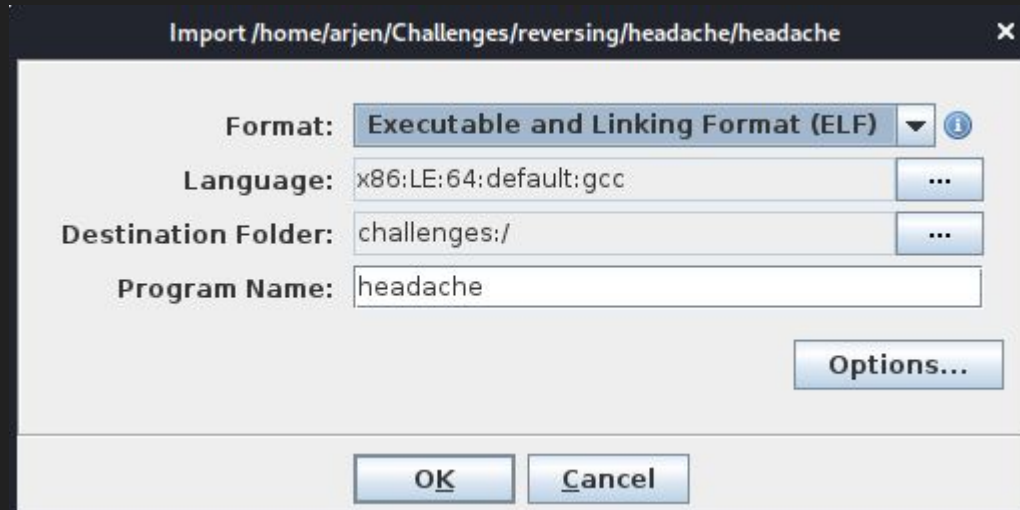 Import /home/arjen/Challenges/reversing/headache/headache ×
Format: Executable and Linking Format (ELF) i
Language: x86:LE:64:default:gcc ...
Destination Folder: challenges:/ ...
Program Name: headache
Options...
OK Cancel